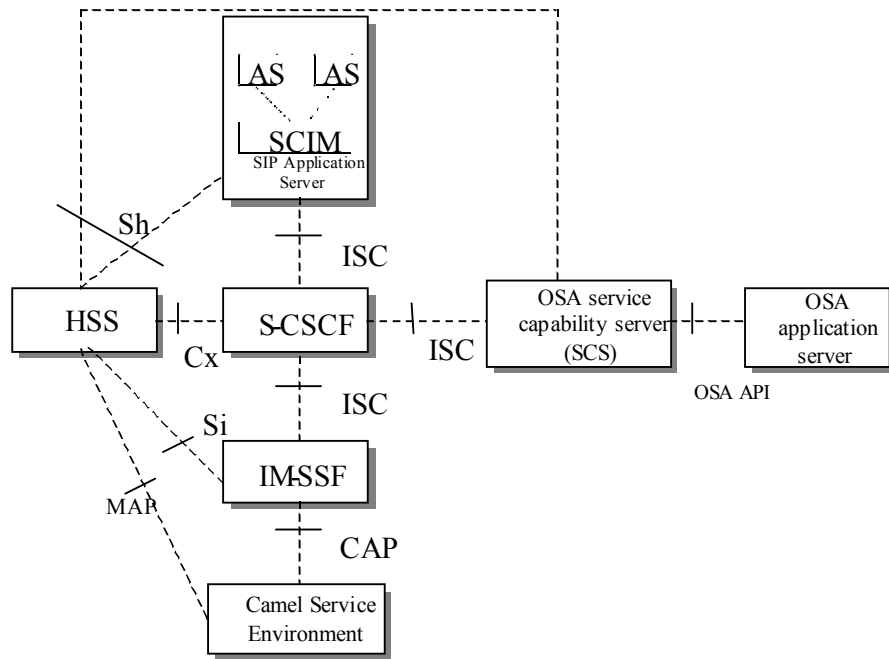 AS AS
SCIM
SIP Application
Server
Sh
ISC
HSS
S-CSCF
OSA service
capability server
(SCS)
OSA
application
server
Cx
ISC
OSA API
ISC
Si
IM-SSF
MAP
CAP
Camel Service
Environment